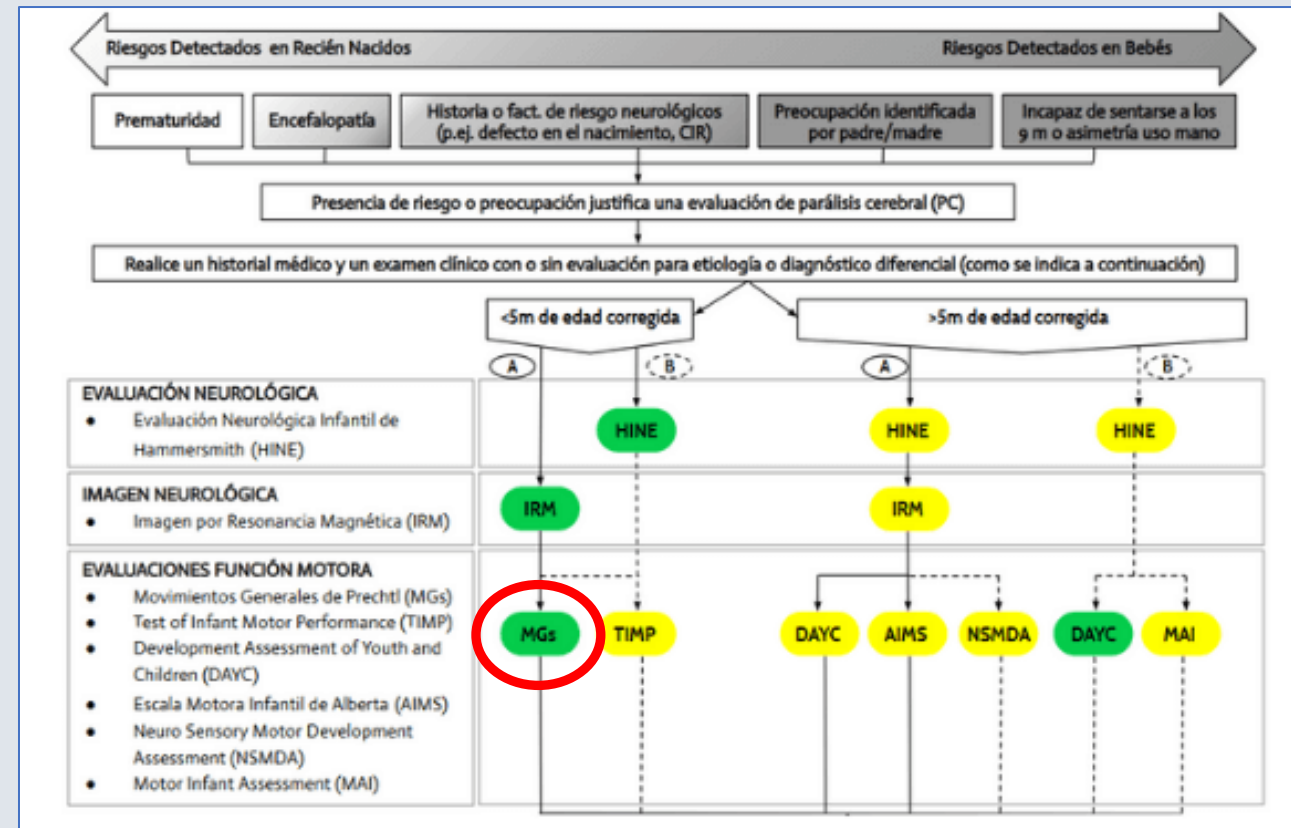 Riesgos Detectados en Recién Nacidos
Riesgos Detectados en Bebés
Prematuridad
Encefalopatía
Historia o fact. de riesgo neurológicos
(p.ej. defecto en el nacimiento, CIR)
Preocupación identificada
por padre/madre
Incapaz de sentarse a los
9 m o asimetría uso mano
Presencia de riesgo o preocupación justifica una evaluación de parálisis cerebral (PC)
Realice un historial médico y un examen clínico con o sin evaluación para etiología o diagnóstico diferencial (como se indica a continuación)
<5m de edad corregida
>5m de edad corregida
A
B
A
B
EVALUACIÓN NEUROLÓGICA
● Evaluación Neurológica Infantil de
Hammersmith (HINE)
HINE
HINE
HINE
IMAGEN NEUROLÓGICA
● Imagen por Resonancia Magnética (IRM)
IRM
IRM
EVALUACIONES FUNCIÓN MOTORA
● Movimientos Generales de Prechtl (MGs)
● Test of Infant Motor Performance (TIMP)
● Development Assessment of Youth and
Children (DAYC)
● Escala Motora Infantil de Alberta (AIMS)
● Neuro Sensory Motor Development
Assessment (NSMDA)
● Motor Infant Assessment (MAI)
MGs
TIMP
DAYC
AIMS
NSMDA
DAYC
MAI